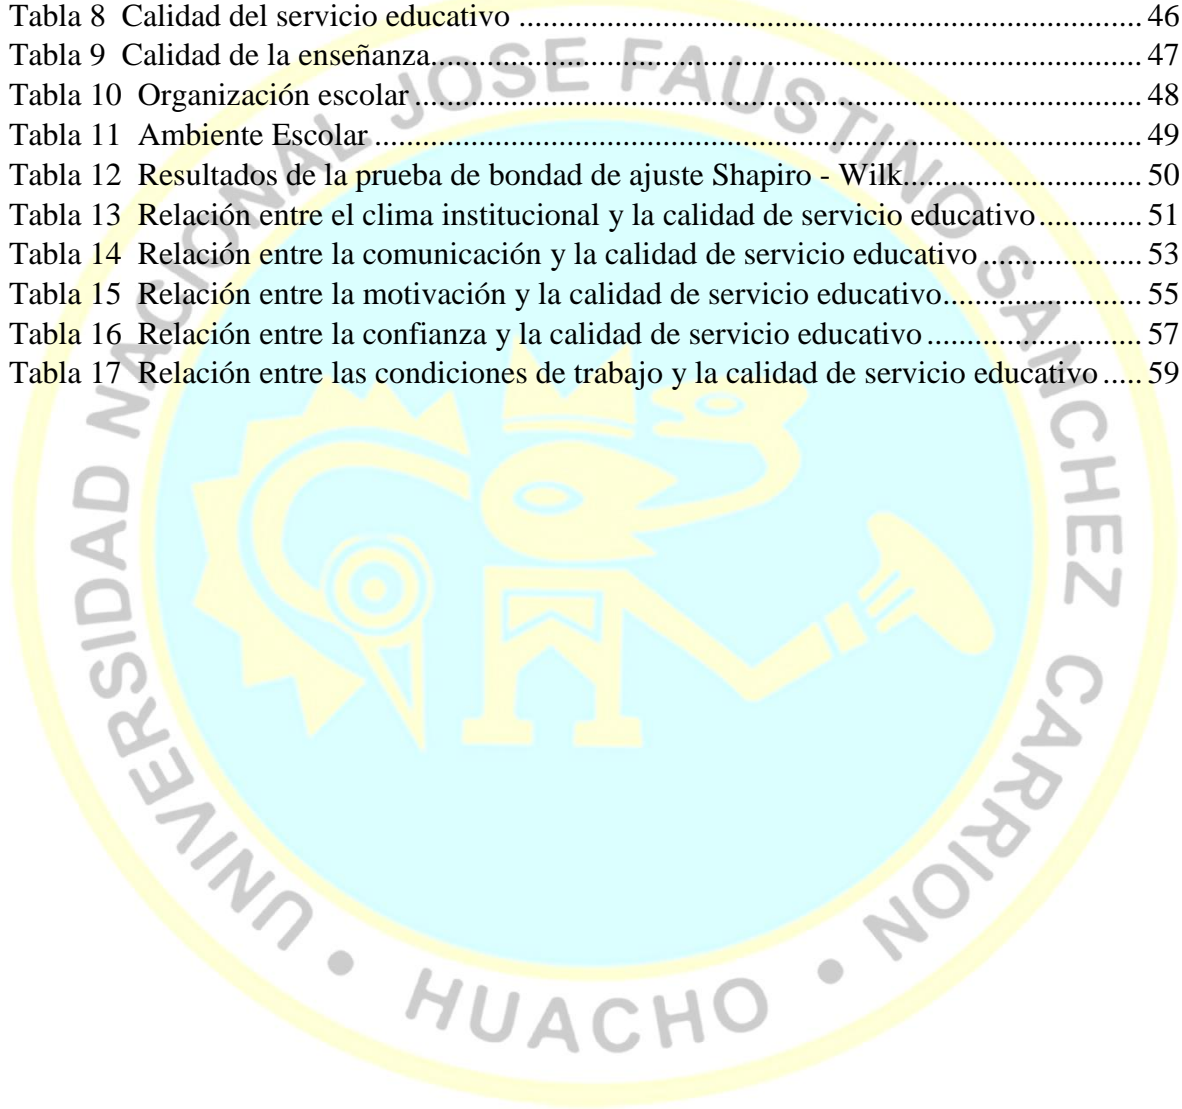 Tabla 8  Calidad del servicio educativo ........................................................................................ 46
Tabla 9  Calidad de la enseñanza.................................................................................................... 47
Tabla 10  Organización escolar ....................................................................................................... 48
Tabla 11  Ambiente Escolar ............................................................................................................. 49
Tabla 12  Resultados de la prueba de bondad de ajuste Shapiro - Wilk.................................. 50
Tabla 13  Relación entre el clima institucional y la calidad de servicio educativo............... 51
Tabla 14  Relación entre la comunicación y la calidad de servicio educativo ....................... 53
Tabla 15  Relación entre la motivación y la calidad de servicio educativo............................ 55
Tabla 16  Relación entre la confianza y la calidad de servicio educativo .............................. 57
Tabla 17  Relación entre las condiciones de trabajo y la calidad de servicio educativo ..... 59
UNIVERSIDAD NACIONAL JOSE FAUSTINO SANCHEZ CARRION • HUACHO •